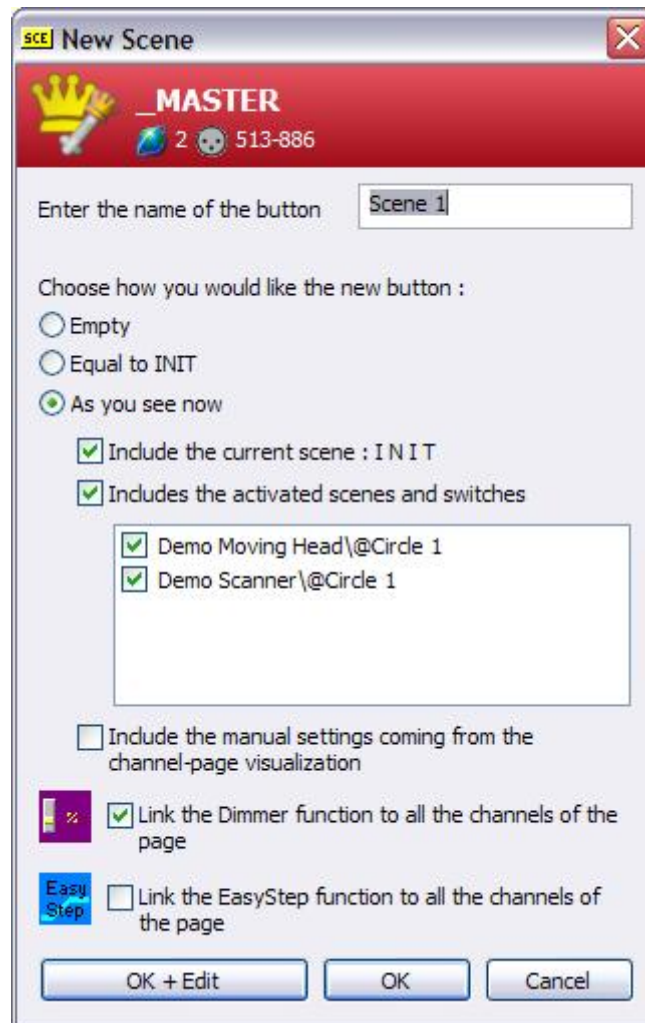 SCE New Scene
_MASTER
2 513-886
Enter the name of the button Scene 1
Choose how you would like the new button :
Empty
Equal to INIT
As you see now
Include the current scene : I N I T
Includes the activated scenes and switches
Demo Moving Head\@Circle 1
Demo Scanner\@Circle 1
Include the manual settings coming from the
channel-page visualization
% Link the Dimmer function to all the channels of the
page
Easy
Step
Link the EasyStep function to all the channels of
the page
OK + Edit OK Cancel